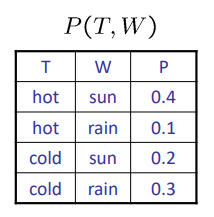 P(T, W)
T W P
hot sun 0.4
hot rain 0.1
cold sun 0.2
cold rain 0.3